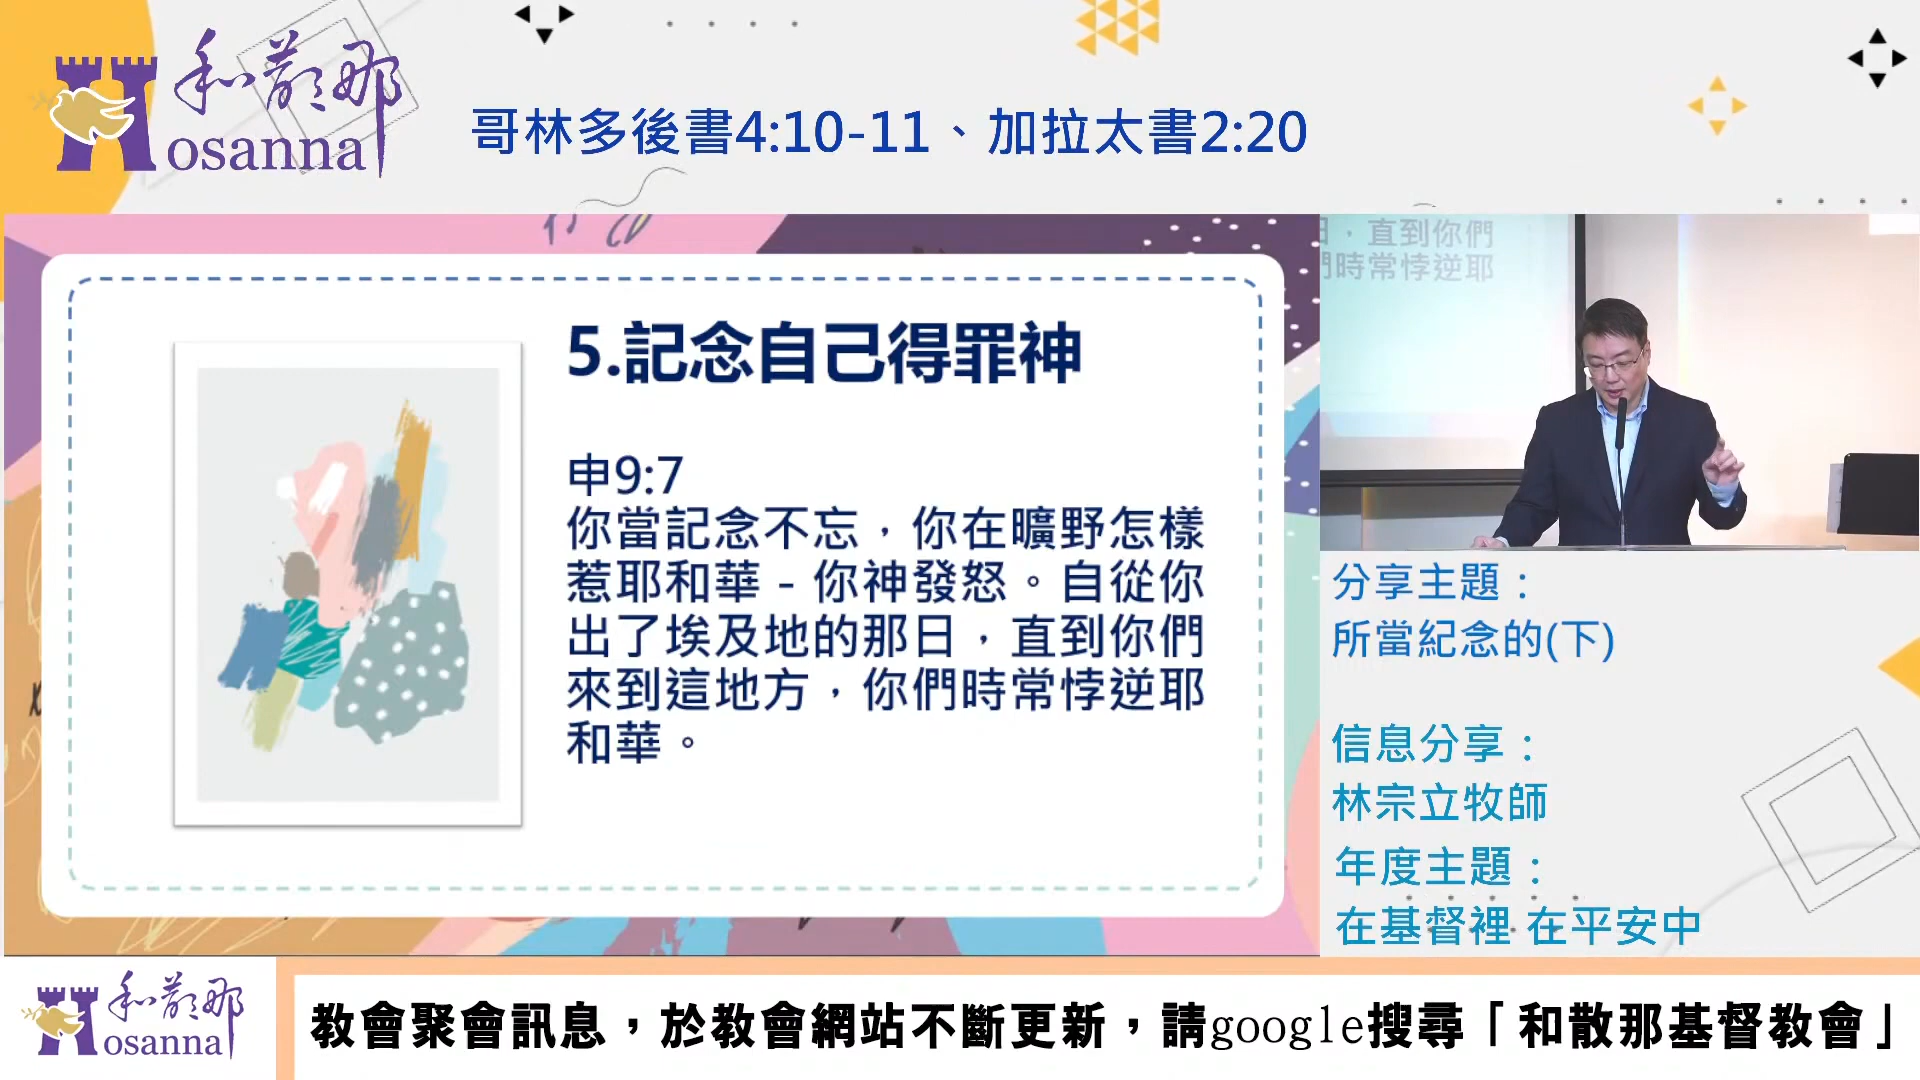 和散那
Hosanna
哥林多後書4:10-11、加拉太書2:20
5.記念自己得罪神
申9:7
你當記念不忘，你在曠野怎樣
惹耶和華－你神發怒。自從你
出了埃及地的那日，直到你們
來到這地方，你們時常悖逆耶
和華。
日，直到你們
們時常悖逆耶
分享主題：
所當紀念的(下)
信息分享：
林宗立牧師
年度主題：
在基督裡 在平安中
和散那
Hosanna
教會聚會訊息，於教會網站不斷更新，請google搜尋「和散那基督教會」